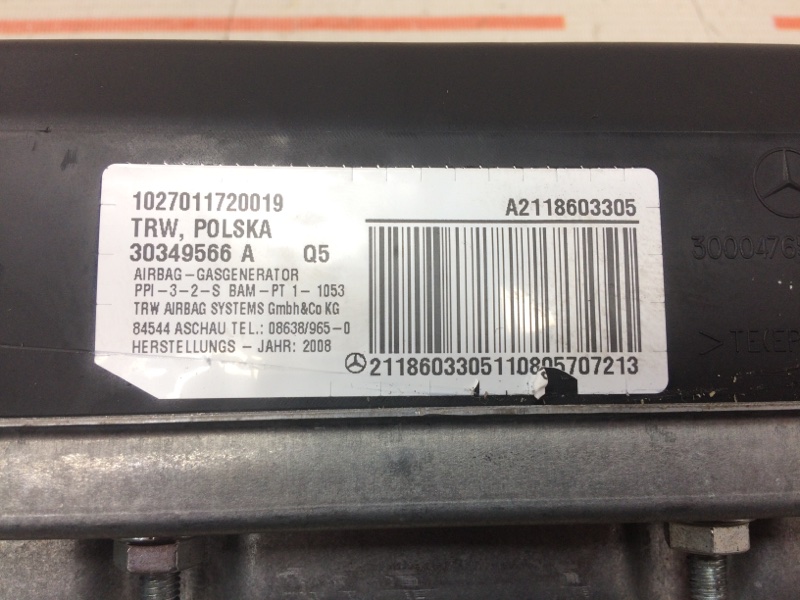 1027011720019
TRW, POLSKA
30349566 A Q5
AIRBAG-GASGENERATOR
PPI-3-2-S BAM-PT 1-1053
TRW AIRBAG SYSTEMS GmbH&Co KG
84544 ASCHAU TEL.: 08638/965-0
HERSTELLUNGS - JAHR: 2008
A2118603305
2118603305110805707213